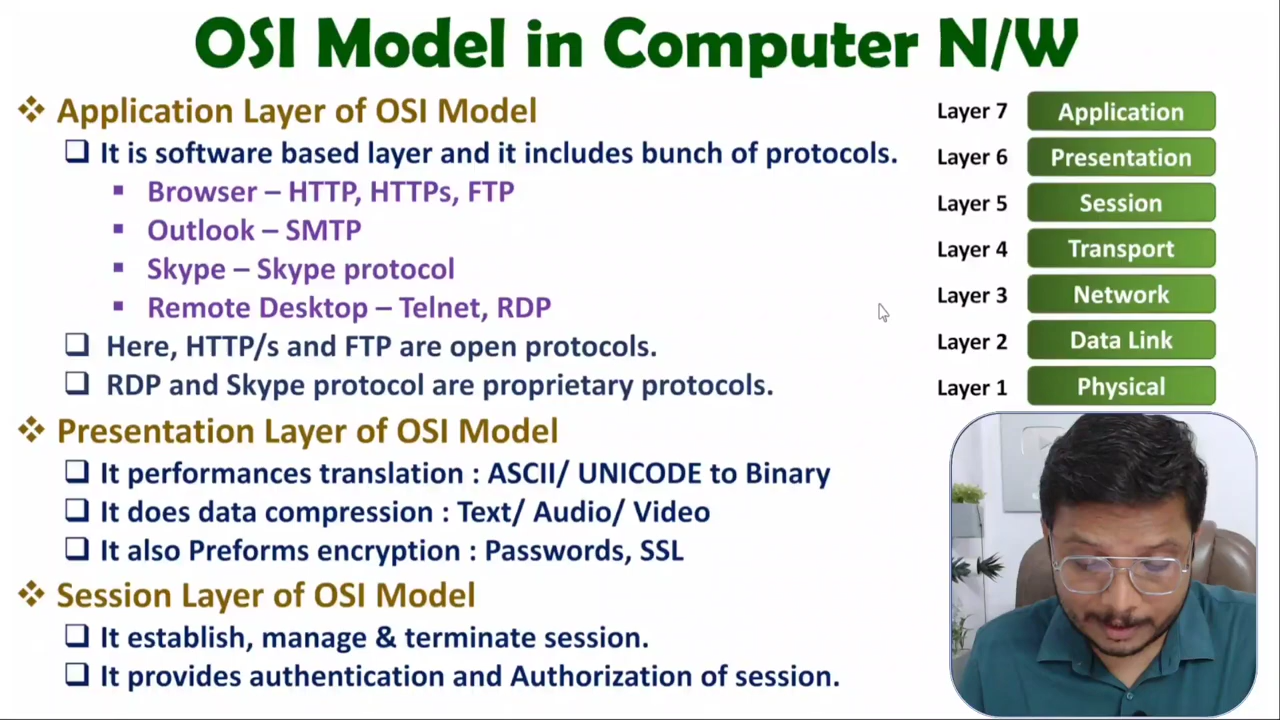 OSI Model in Computer N/W
Application Layer of OSI Model
It is software based layer and it includes bunch of protocols.
Browser – HTTP, HTTPs, FTP
Outlook – SMTP
Skype – Skype protocol
Remote Desktop – Telnet, RDP
Here, HTTP/s and FTP are open protocols.
RDP and Skype protocol are proprietary protocols.
Presentation Layer of OSI Model
It performances translation : ASCII/ UNICODE to Binary
It does data compression : Text/ Audio/ Video
It also Preforms encryption : Passwords, SSL
Session Layer of OSI Model
It establish, manage & terminate session.
It provides authentication and Authorization of session.
Layer 7 Application
Layer 6 Presentation
Layer 5 Session
Layer 4 Transport
Layer 3 Network
Layer 2 Data Link
Layer 1 Physical